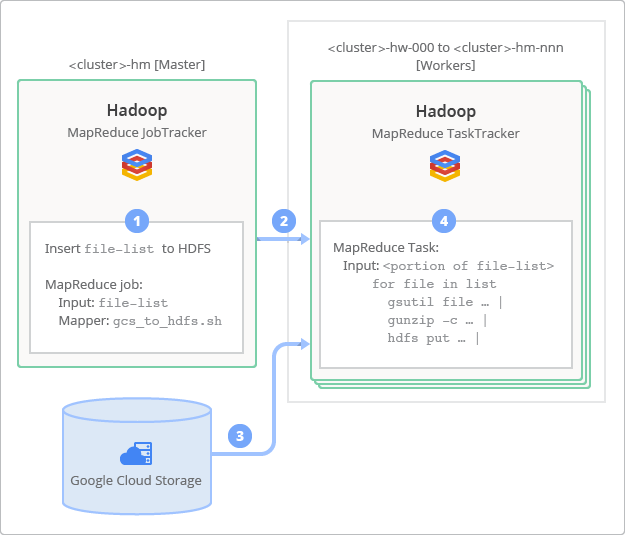 <cluster>-hm [Master]
Hadoop
MapReduce JobTracker
1
Insert file-list to HDFS
MapReduce job:
Input: file-list
Mapper: gcs_to_hdfs.sh
2
<cluster>-hw-000 to <cluster>-hm-nnn
[Workers]
Hadoop
MapReduce TaskTracker
4
MapReduce Task:
Input: <portion of file-list>
for file in list
gsutil file … |
gunzip -c … |
hdfs put … |
3
Google Cloud Storage